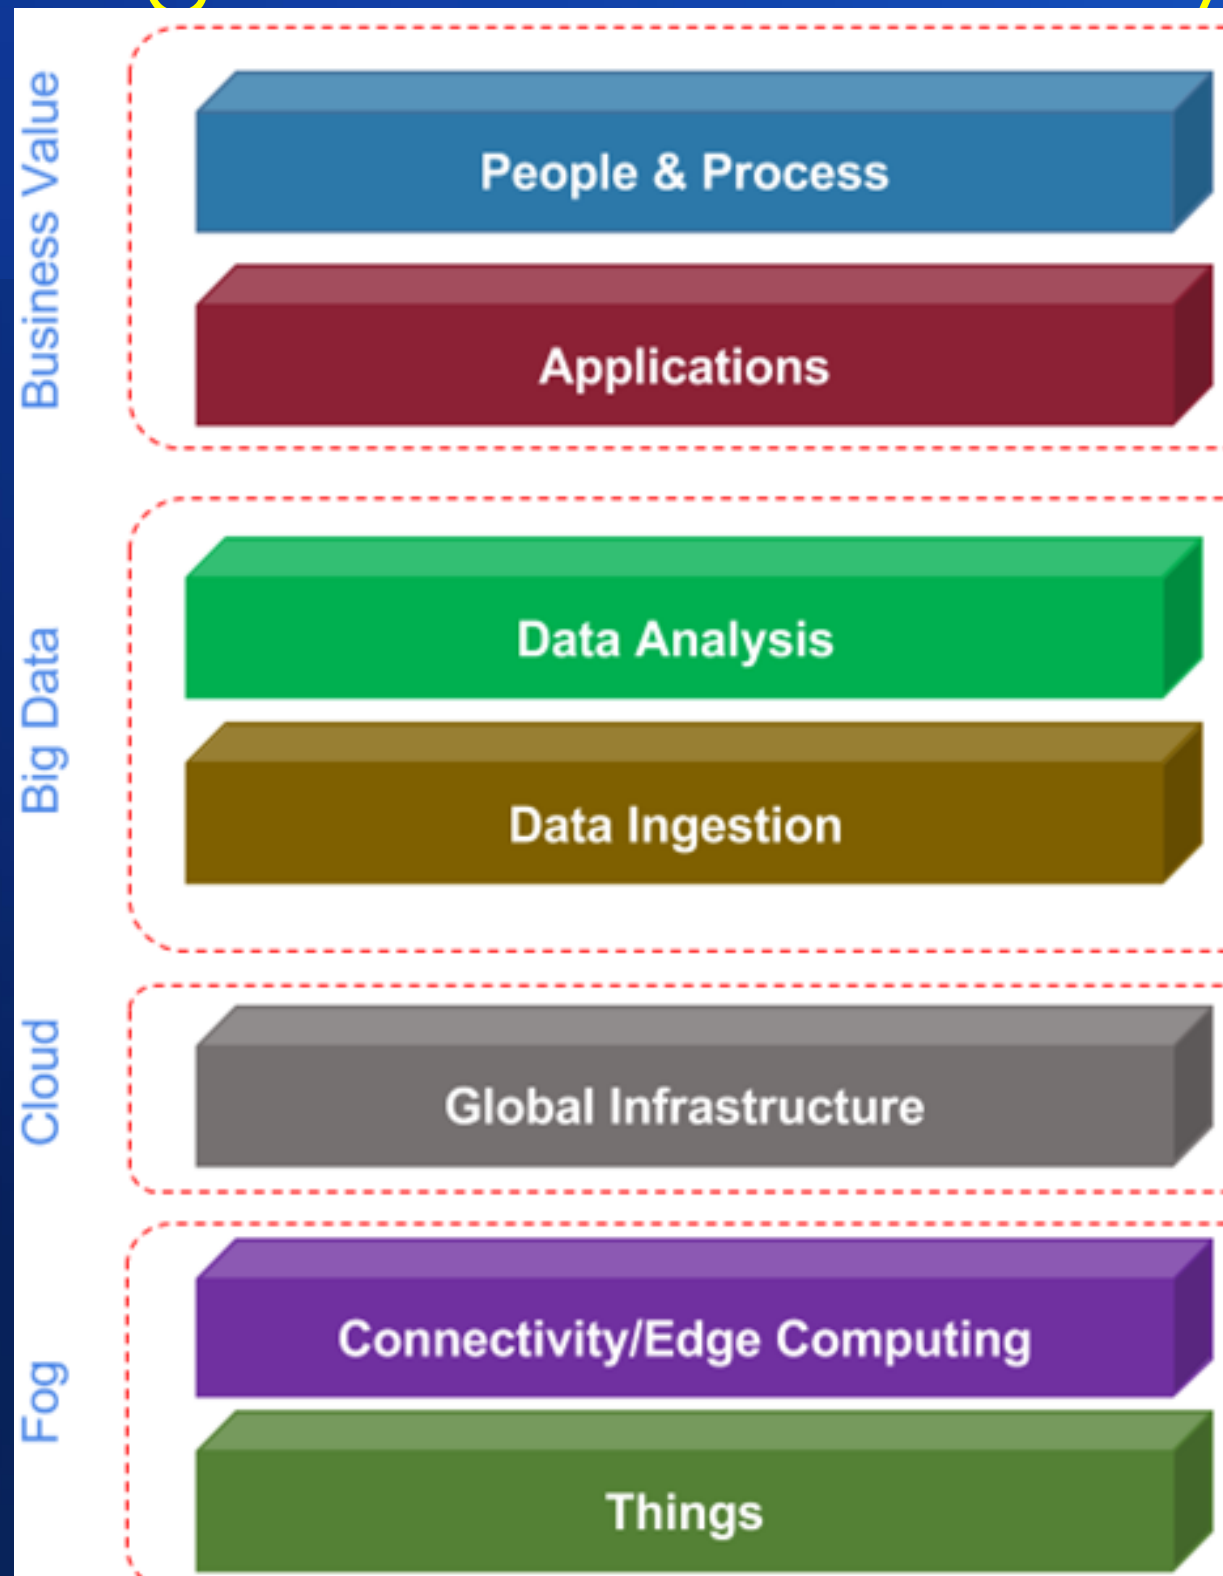 Business Value
People & Process
Applications
Big Data
Data Analysis
Data Ingestion
Cloud
Global Infrastructure
Fog
Connectivity/Edge Computing
Things